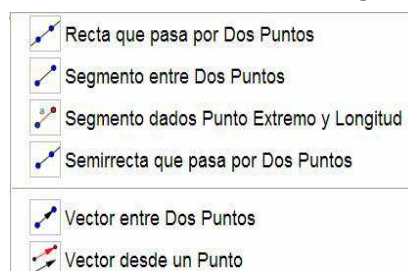 Recta que pasa por Dos Puntos
Segmento entre Dos Puntos
a
Segmento dados Punto Extremo y Longitud
Semirrecta que pasa por Dos Puntos
Vector entre Dos Puntos
Vector desde un Punto